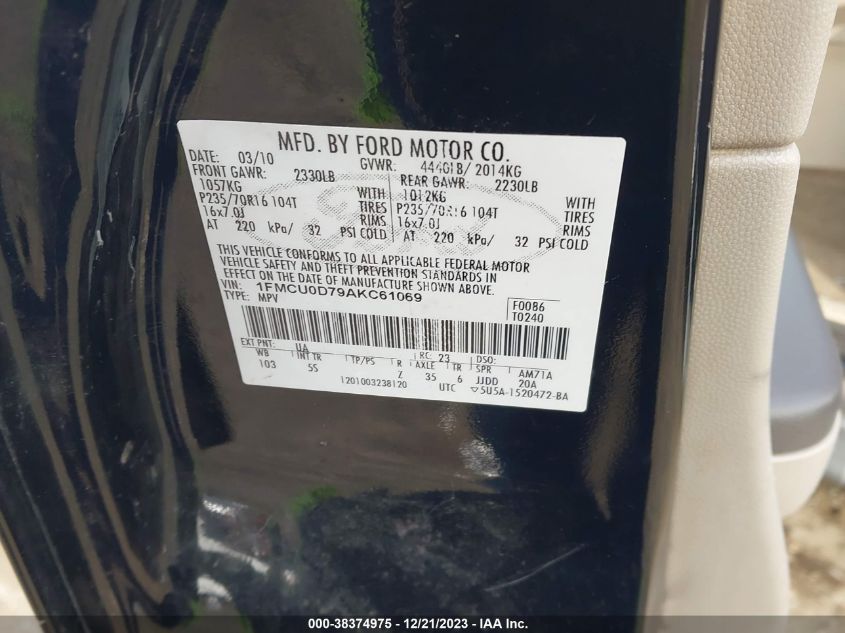 MFD. BY FORD MOTOR CO.
DATE: 03/10 GVWR: 4440LB/ 2014KG
FRONT GAWR: 2330LB REAR GAWR: 2230LB
1057KG WITH 1012KG WITH
P235/70R16 104T TIRES P235/70R16 104T TIRES
16x7.0J RIMS 16x7.0J RIMS
AT 220 kPa/ 32 PSI COLD AT 220 kPa/ 32 PSI COLD
THIS VEHICLE CONFORMS TO ALL APPLICABLE FEDERAL MOTOR
VEHICLE SAFETY AND THEFT PREVENTION STANDARDS IN
EFFECT ON THE DATE OF MANUFACTURE SHOWN ABOVE.
VIN: 1FMCU0D79AKC61069 F0086
TYPE: MPV T0240
EXT PNT: UA RC: 23 DSO:
WB INT TR TP/PS R AXLE TR SPR AM71A
103 5S Z 35 6 JJDD 20A
1201003238120 UTC ▽5U5A-1520472-BA
000-38374975 - 12/21/2023 - IAA Inc.